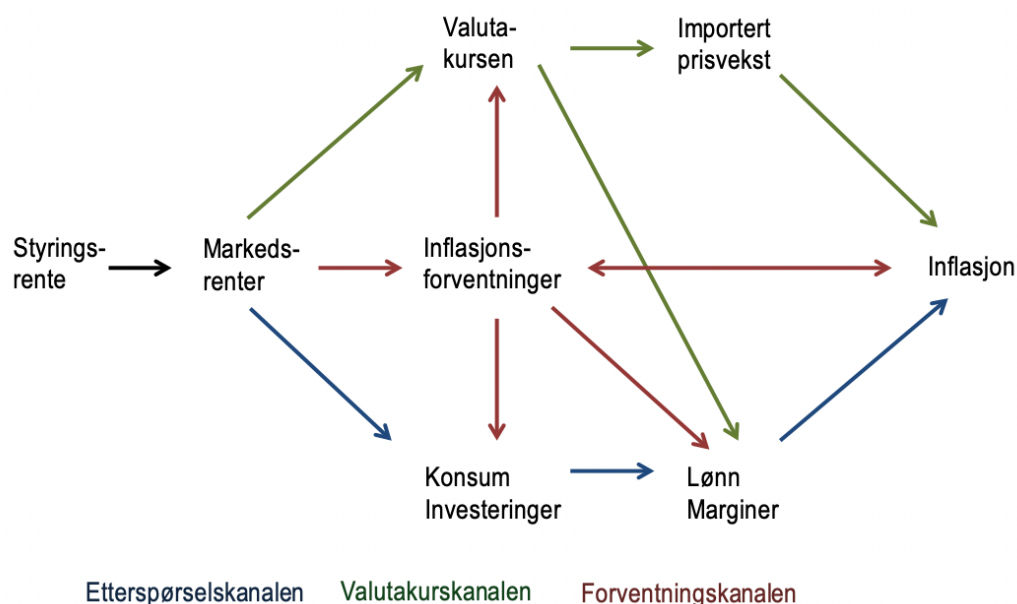 Valuta-
kursen
Importert
prisvekst
Styrings-
rente
Markeds-
renter
Inflasjons-
forventninger
Inflasjon
Konsum
Investeringer
Lønn
Marginer
Etterspørselskanalen
Valutakurskanalen
Forventningskanalen